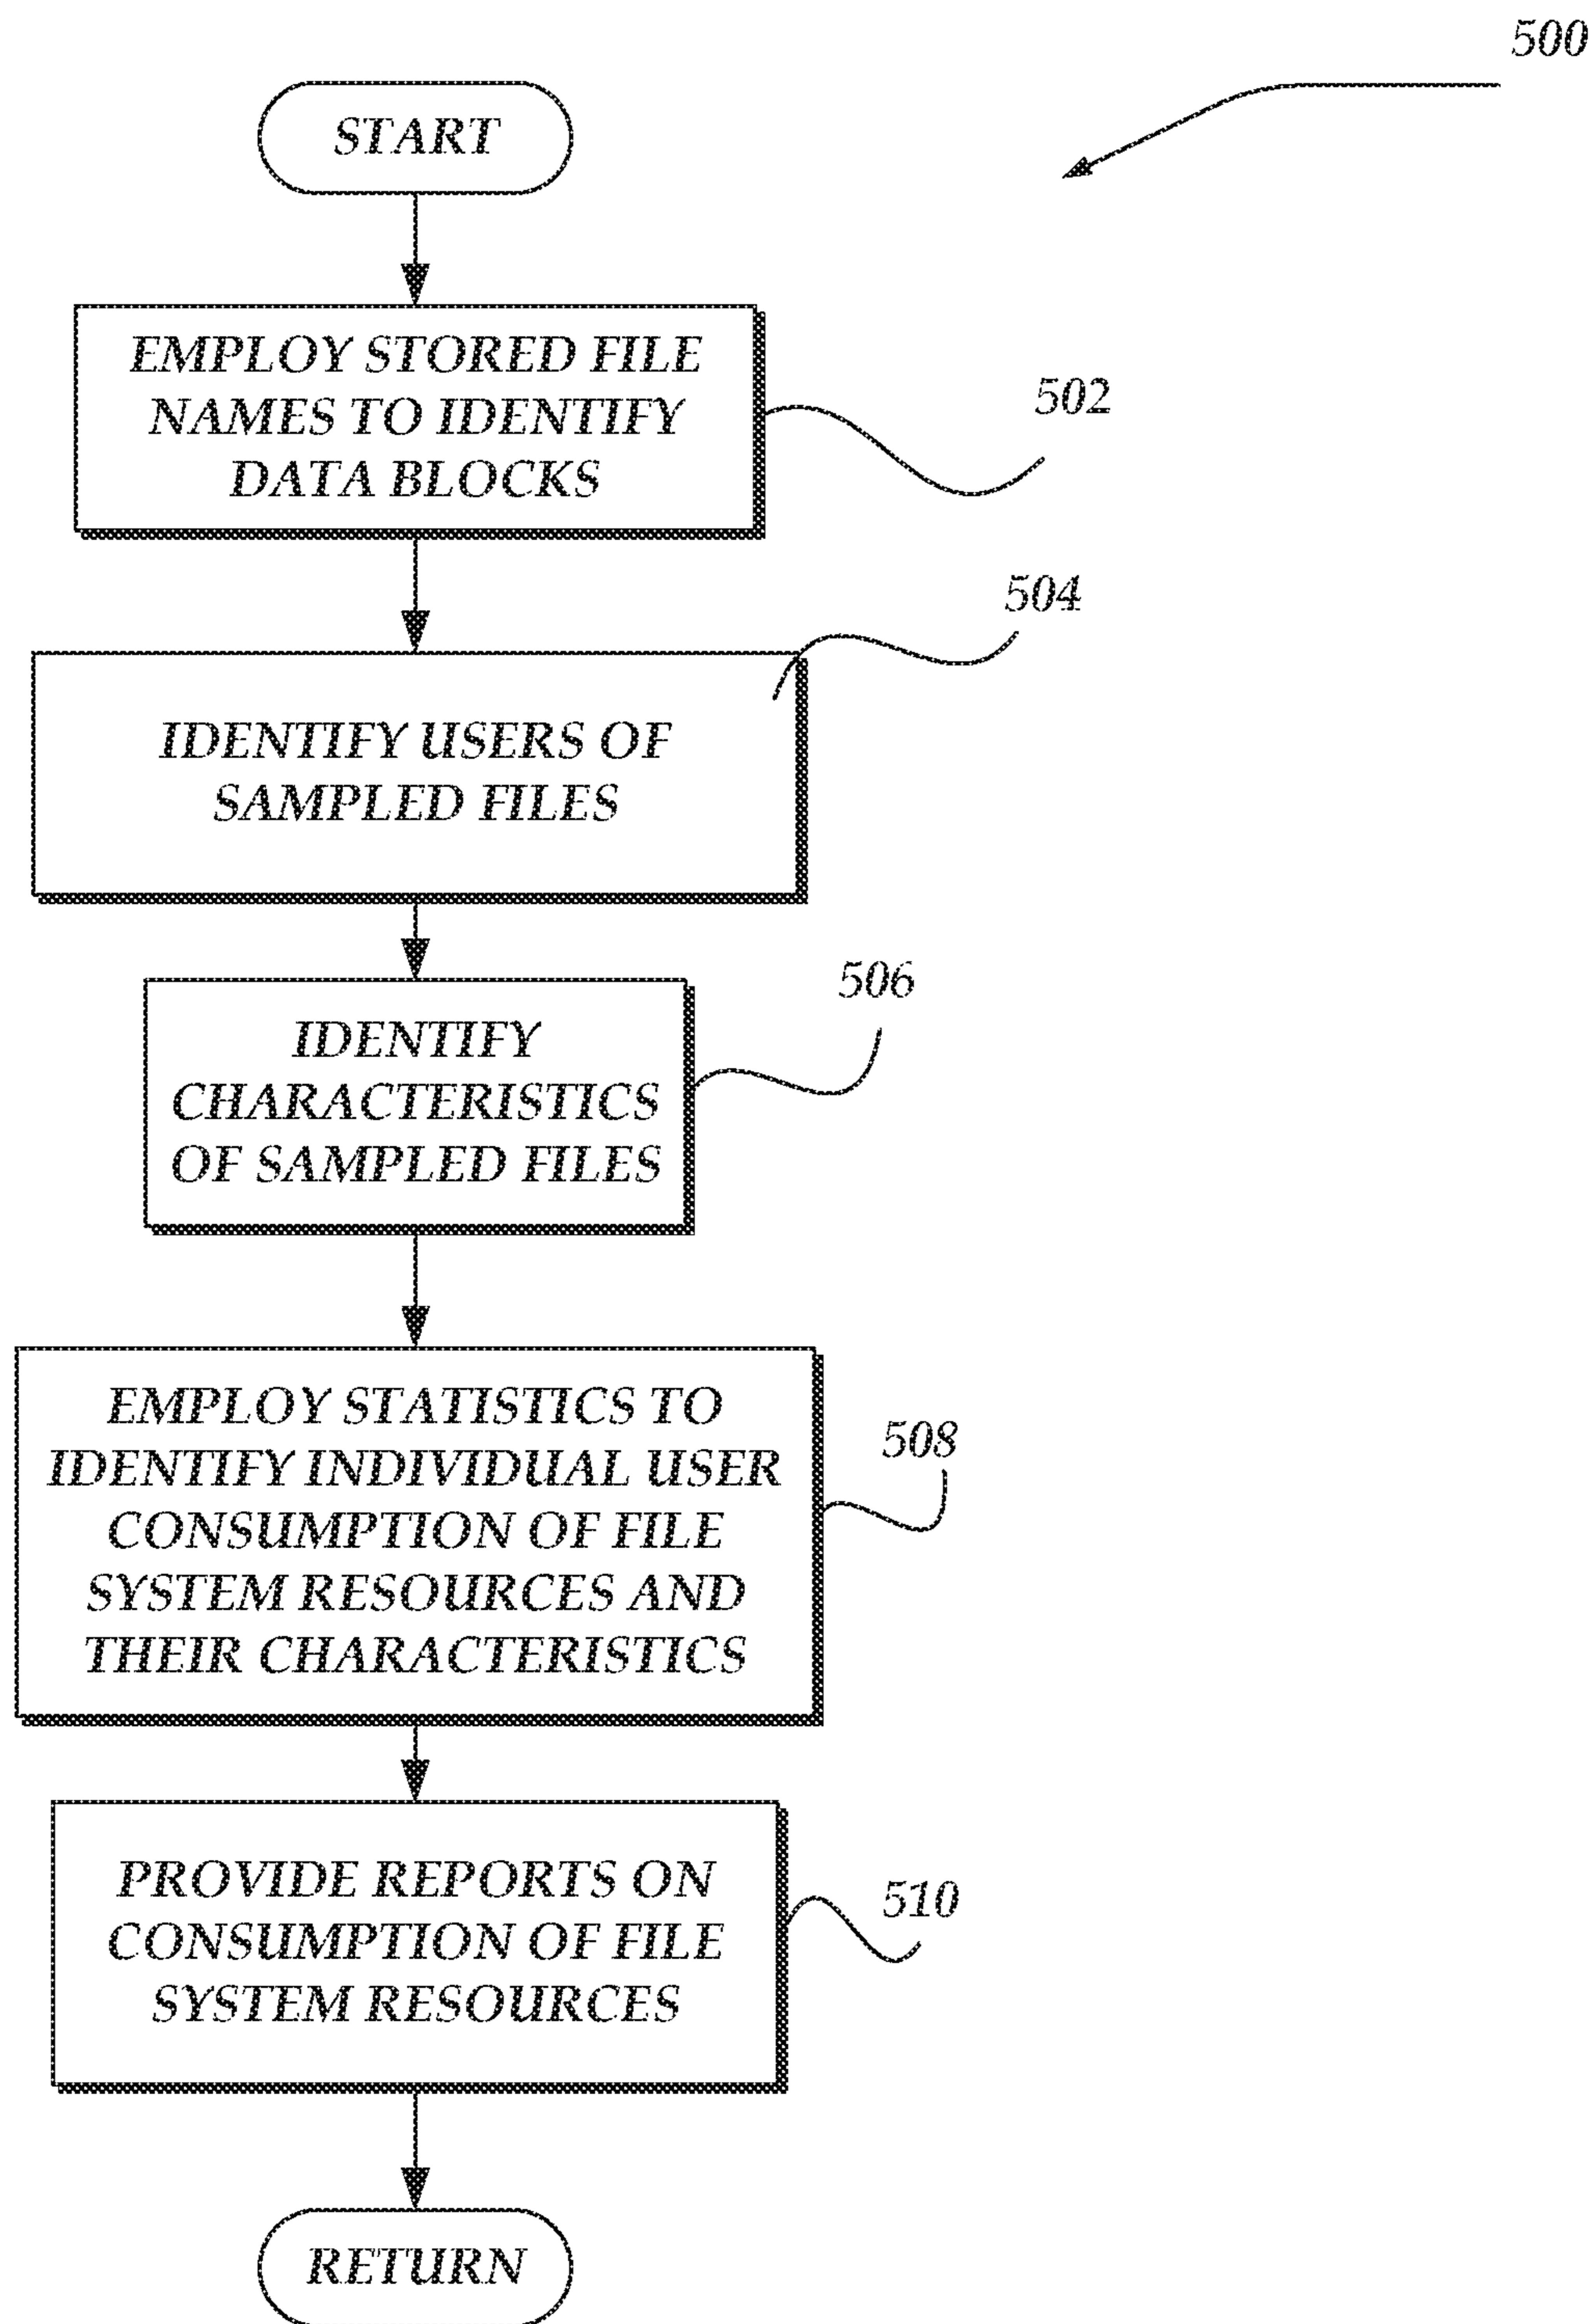 500
START
EMPLOY STORED FILE
NAMES TO IDENTIFY
DATA BLOCKS
502
504
IDENTIFY USERS OF
SAMPLED FILES
506
IDENTIFY
CHARACTERISTICS
OF SAMPLED FILES
EMPLOY STATISTICS TO
IDENTIFY INDIVIDUAL USER
CONSUMPTION OF FILE
SYSTEM RESOURCES AND
THEIR CHARACTERISTICS
508
PROVIDE REPORTS ON
CONSUMPTION OF FILE
SYSTEM RESOURCES
510
RETURN